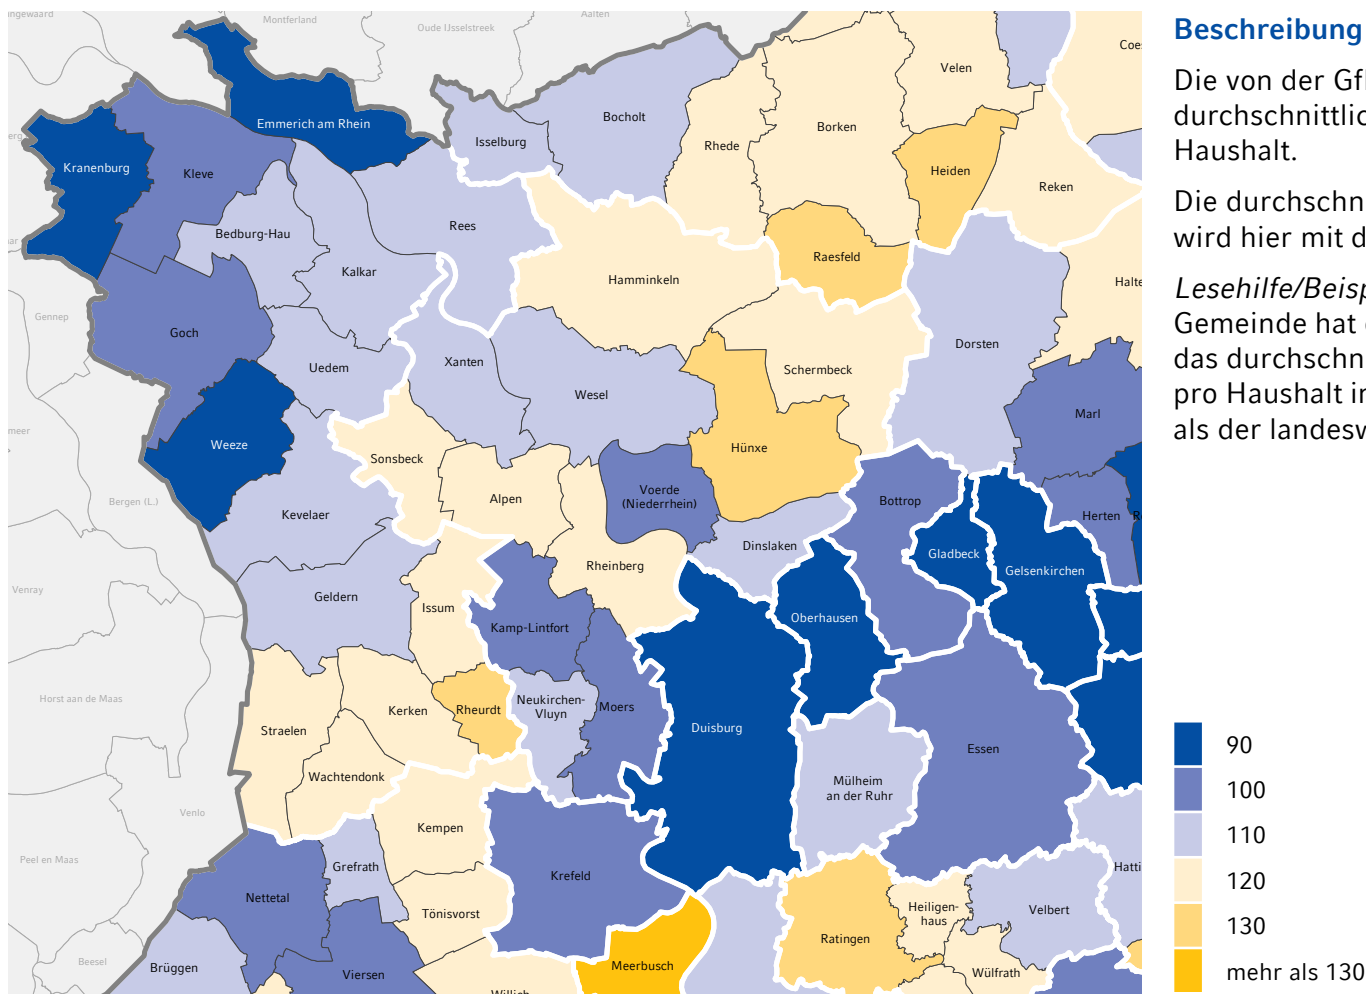 Montferland
Oude IJsselstreek
Aalten
Coes
Velen
Emmerich am Rhein
Bocholt
Isselburg
Borken
Rhede
Kranenburg
Kleve
Heiden
Reken
Rees
Bedburg-Hau
Raesfeld
Kalkar
Hamminkeln
Halte
Gennep
Goch
Dorsten
Uedem
Xanten
Schermbeck
Wesel
Marl
meer
Weeze
Sonsbeck
Hünxe
Alpen
Voerde
(Niederrhein)
Bottrop
Bergen (L.)
Kevelaer
Herten
Dinslaken
Gladbeck
Rheinberg
Gelsenkirchen
Venray
Geldern
Issum
Oberhausen
Kamp-Lintfort
Horst aan de Maas
Neukirchen-
Vluyn
Moers
Kerken
Rheurdt
Straelen
Duisburg
Essen
Wachtendonk
Mülheim
an der Ruhr
Venlo
Kempen
Peel en Maas
Grefrath
Hatti
Krefeld
Nettetal
Tönisvorst
Heiligen-
haus
Velbert
Ratingen
Beesel
Brüggen
Viersen
Meerbusch
Wülfrath
Willich
Beschreibung
Die von der Gf
durchschnittlic
Haushalt.
Die durchschn
wird hier mit d
Lesehilfe/Beisp
Gemeinde hat
das durchschn
pro Haushalt i
als der landesw
90
100
110
120
130
mehr als 130